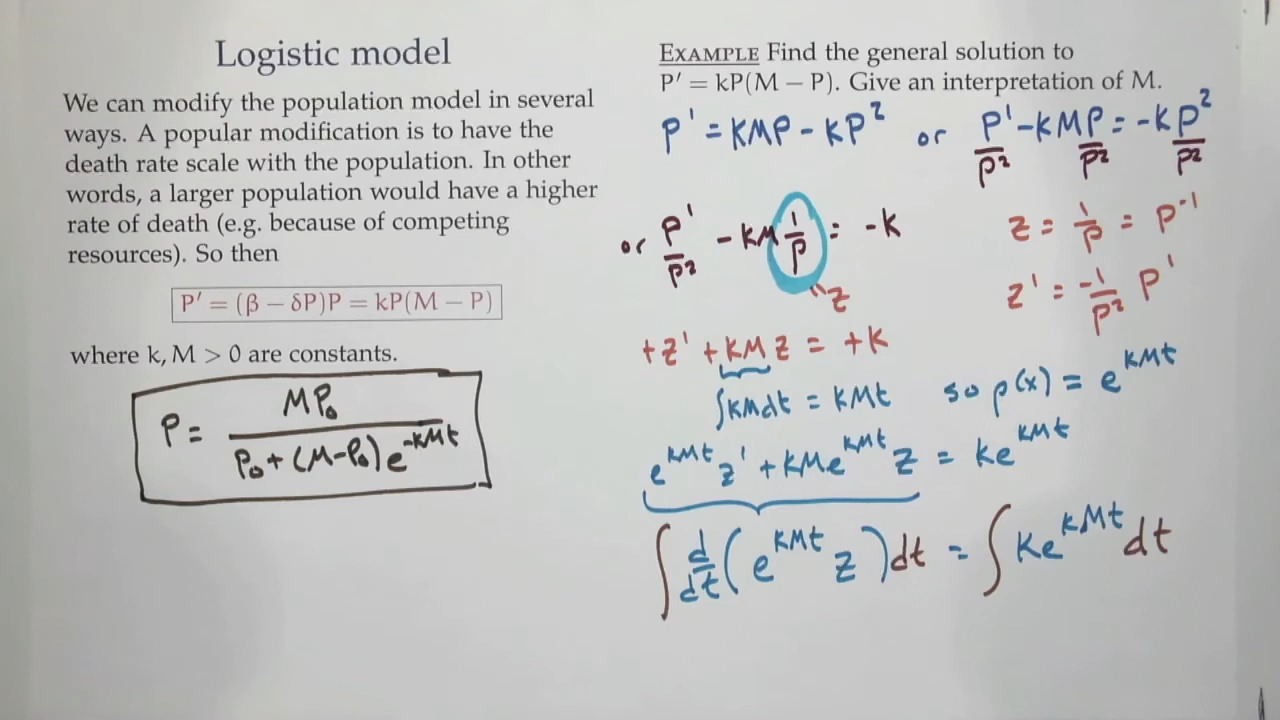 Logistic model
We can modify the population model in several
ways. A popular modification is to have the
death rate scale with the population. In other
words, a larger population would have a higher
rate of death (e.g. because of competing
resources). So then
P′ = (β − δP)P = kP(M − P)
where k, M > 0 are constants.
P = MP₀ / (P₀ + (M−P₀)e^(−kMt))
EXAMPLE Find the general solution to
P′ = kP(M − P). Give an interpretation of M.
P′ = kMP − kP² or P′/P² − kMP/P² = −kP²/P²
or P′/P² − kM 1/P = −k
"z
z = 1/P = P⁻¹
z′ = −1/P² P′
+z′ + kMz = +k
∫kMdt = kMt so ρ(x) = e^(kMt)
e^(kMt) z′ + kMe^(kMt) z = ke^(kMt)
∫ d/dt (e^(kMt) z) dt = ∫ ke^(kMt) dt